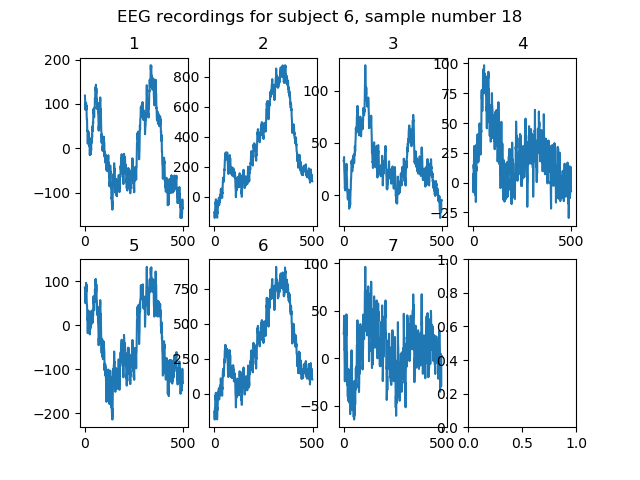 EEG recordings for subject 6, sample number 18
1 2 3 4
200 100 0 −100
800 600 400 200 0
100 50 0
100 75 50 25 0 −25
0 500 0 500 0 500 0 500
5 6 7
100 0 −100 −200
750 500 250 0
100 50 0 −50
1.0 0.8 0.6 0.4 0.2 0.0
0 500 0 500 0 500 0.0 0.5 1.0